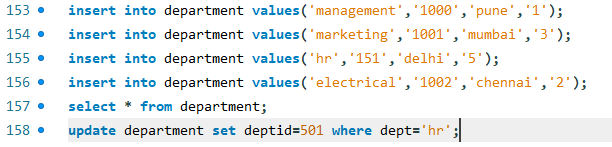 153 insert into department values('management','1000','pune','1');
154 insert into department values('marketing','1001','mumbai','3');
155 insert into department values('hr','151','delhi','5');
156 insert into department values('electrical','1002','chennai','2');
157 select * from department;
158 update department set deptid=501 where dept='hr';